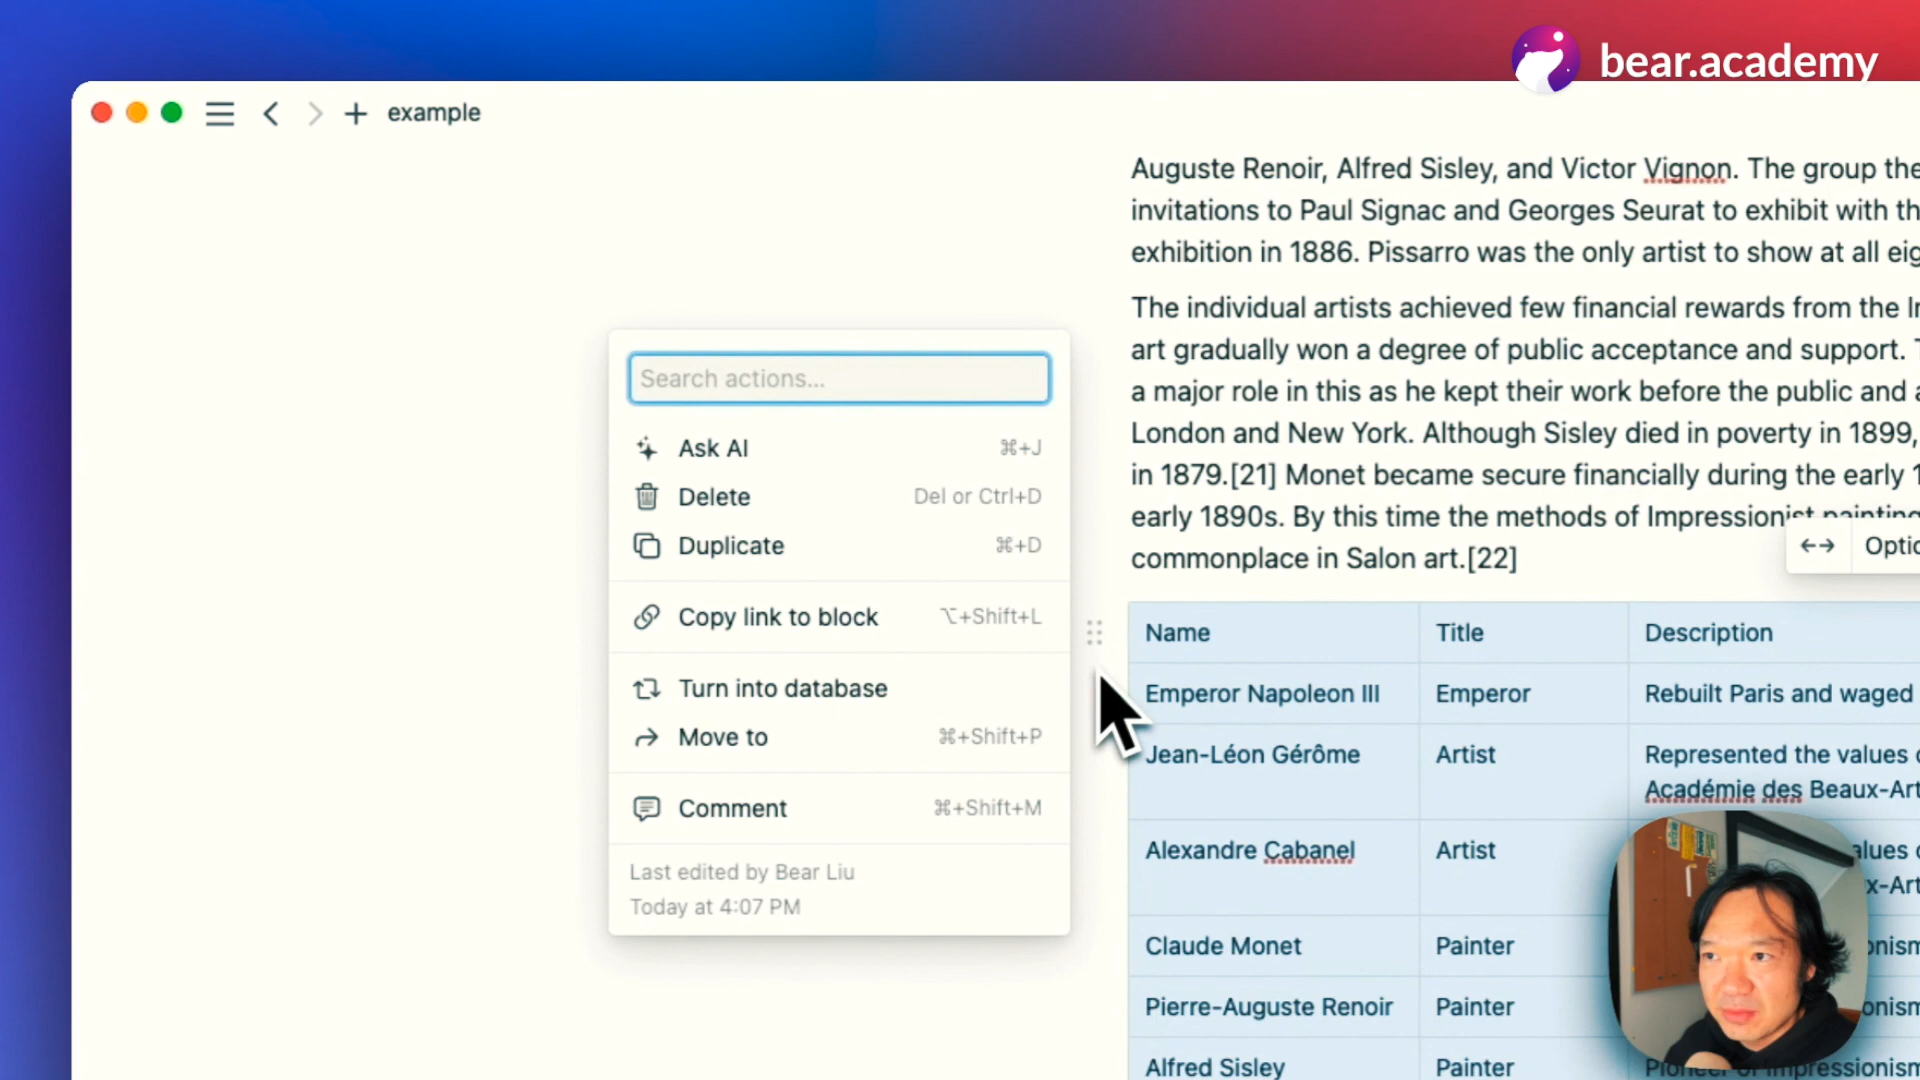 bear.academy
example
Auguste Renoir, Alfred Sisley, and Victor Vignon. The group
invitations to Paul Signac and Georges Seurat to exhibit with
exhibition in 1886. Pissarro was the only artist to show at all
The individual artists achieved few financial rewards from the
art gradually won a degree of public acceptance and support.
a major role in this as he kept their work before the public and
London and New York. Although Sisley died in poverty in 1899,
in 1879.[21] Monet became secure financially during the early
early 1890s. By this time the methods of Impressionist painting
commonplace in Salon art.[22]
Search actions...
Ask AI ⌘+J
Delete Del or Ctrl+D
Duplicate ⌘+D
Copy link to block ⌥+Shift+L
Turn into database
Move to ⌘+Shift+P
Comment ⌘+Shift+M
Last edited by Bear Liu
Today at 4:07 PM
Name Title Description
Emperor Napoleon III Emperor Rebuilt Paris and waged
Jean-Léon Gérôme Artist Represented the values
Académie des Beaux-Art
Alexandre Cabanel Artist
Claude Monet Painter
Pierre-Auguste Renoir Painter
Alfred Sisley Painter Pioneer of Impressionism